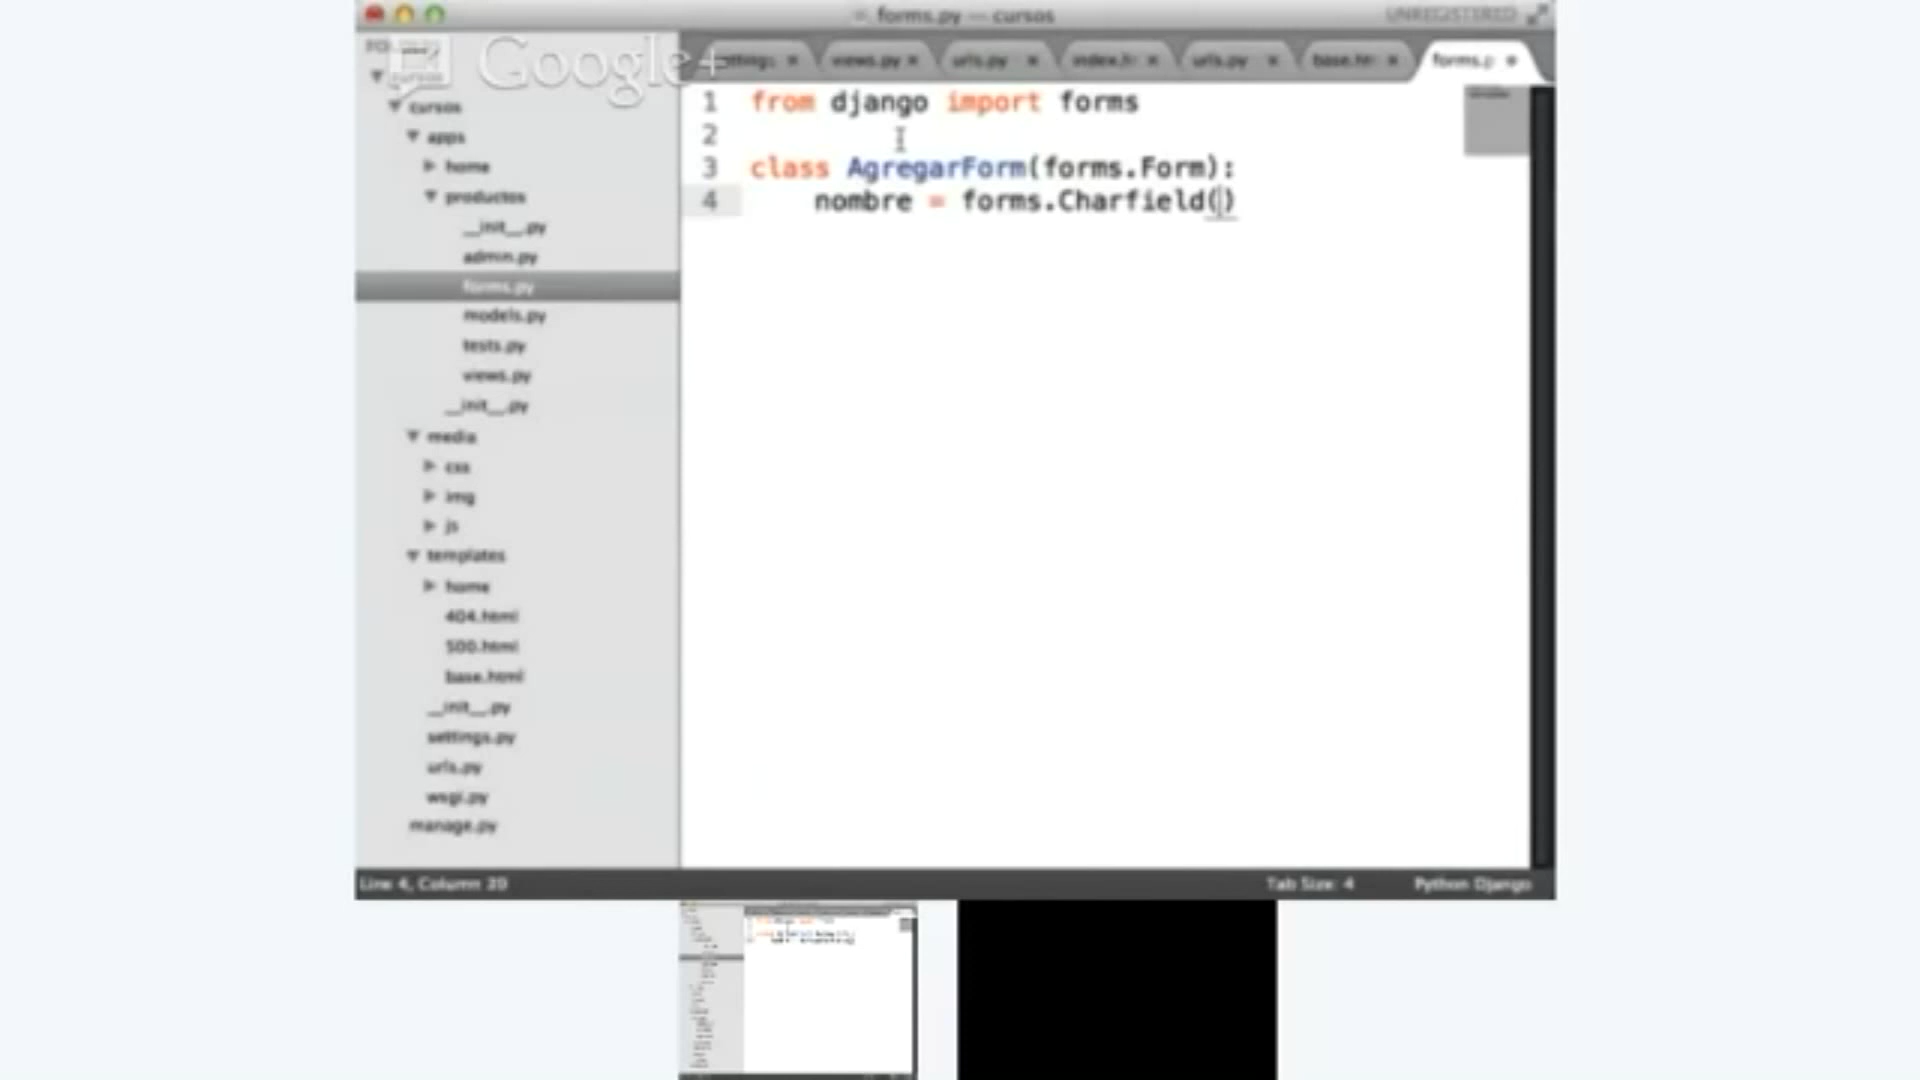 forms.py — cursos
UNREGISTERED
Google+
views.py
urls.py
index.h
urls.py
base.ht
forms.p
cursos
cursos
apps
home
productos
__init__.py
admin.py
forms.py
models.py
tests.py
views.py
__init__.py
media
css
img
js
templates
home
404.html
500.html
base.html
__init__.py
settings.py
urls.py
wsgi.py
manage.py
1 from django import forms
2
3 class AgregarForm(forms.Form):
4 nombre = forms.Charfield()
Line 4, Column 20
Tab Size: 4
Python Django